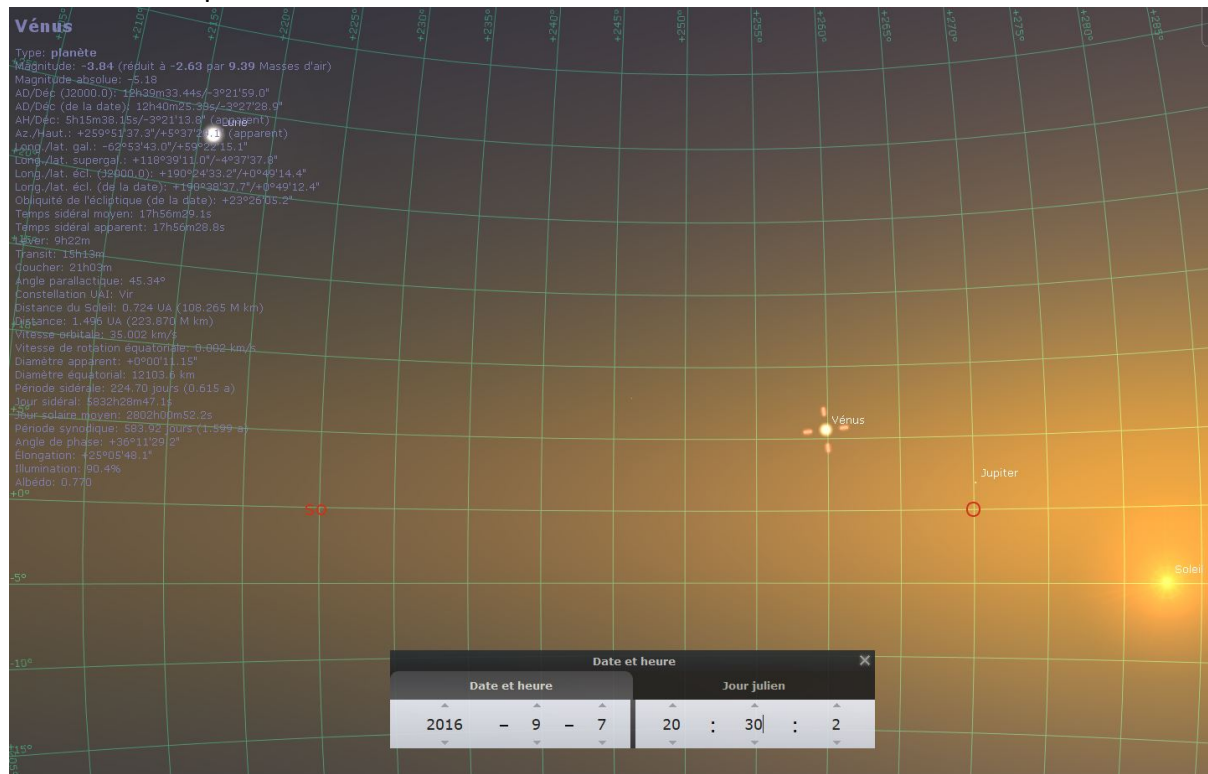 +205°
+210°
+215°
+220°
+225°
+230°
+235°
+240°
+245°
+250°
+255°
+260°
+265°
+270°
+275°
+280°
+285°
Vénus
Type: planète
Magnitude: -3.84 (réduit à -2.63 par 9.39 Masses d'air)
Magnitude absolue: -5.18
AD/Déc (J2000.0): 12h39m33.44s/-3°21'59.0"
AD/Déc (de la date): 12h40m25.39s/-3°27'28.9"
AH/Déc: 5h15m38.15s/-3°21'13.8" (apparent)
Lune
Az./Haut.: +259°51'37.3"/+5°37' (apparent)
Long./lat. gal.: -62°53'43.0"/+59°22'15.1"
+20°
Long./lat. supergal.: +118°39'11.0"/-4°37'37.8"
Long./lat. écl. (J2000.0): +190°24'33.2"/+0°49'14.4"
Long./lat. écl. (de la date): +190°38'37.7"/+0°49'12.4"
Obliquité de l'écliptique (de la date): +23°26'05.2"
Temps sidéral moyen: 17h56m29.1s
Temps sidéral apparent: 17h56m28.8s
Lever: 9h22m
Transit: 15h13m
Coucher: 21h03m
Angle parallactique: 45.34°
Constellation UAI: Vir
Distance du Soleil: 0.724 UA (108.265 M km)
Distance: 1.496 UA (223.870 M km)
Vitesse orbitale: 35.002 km/s
Vitesse de rotation équatoriale: 0.002 km/s
Diamètre apparent: +0°00'11.15"
Diamètre équatorial: 12103.6 km
Période sidérale: 224.70 jours (0.615 a)
Jour sidéral: 5832h28m47.1s
+5°
Jour solaire moyen: 2802h00m52.2s
Vénus
Période synodique: 583.92 jours (1.599 a)
Angle de phase: +36°11'29.2"
Élongation: +25°05'48.1"
Illumination: 90.4%
Jupiter
Albédo: 0.770
+0°
SO
O
Soleil
-5°
-10°
Date et heure
Date et heure
Jour julien
2016 - 9 - 7
20 : 30 : 2